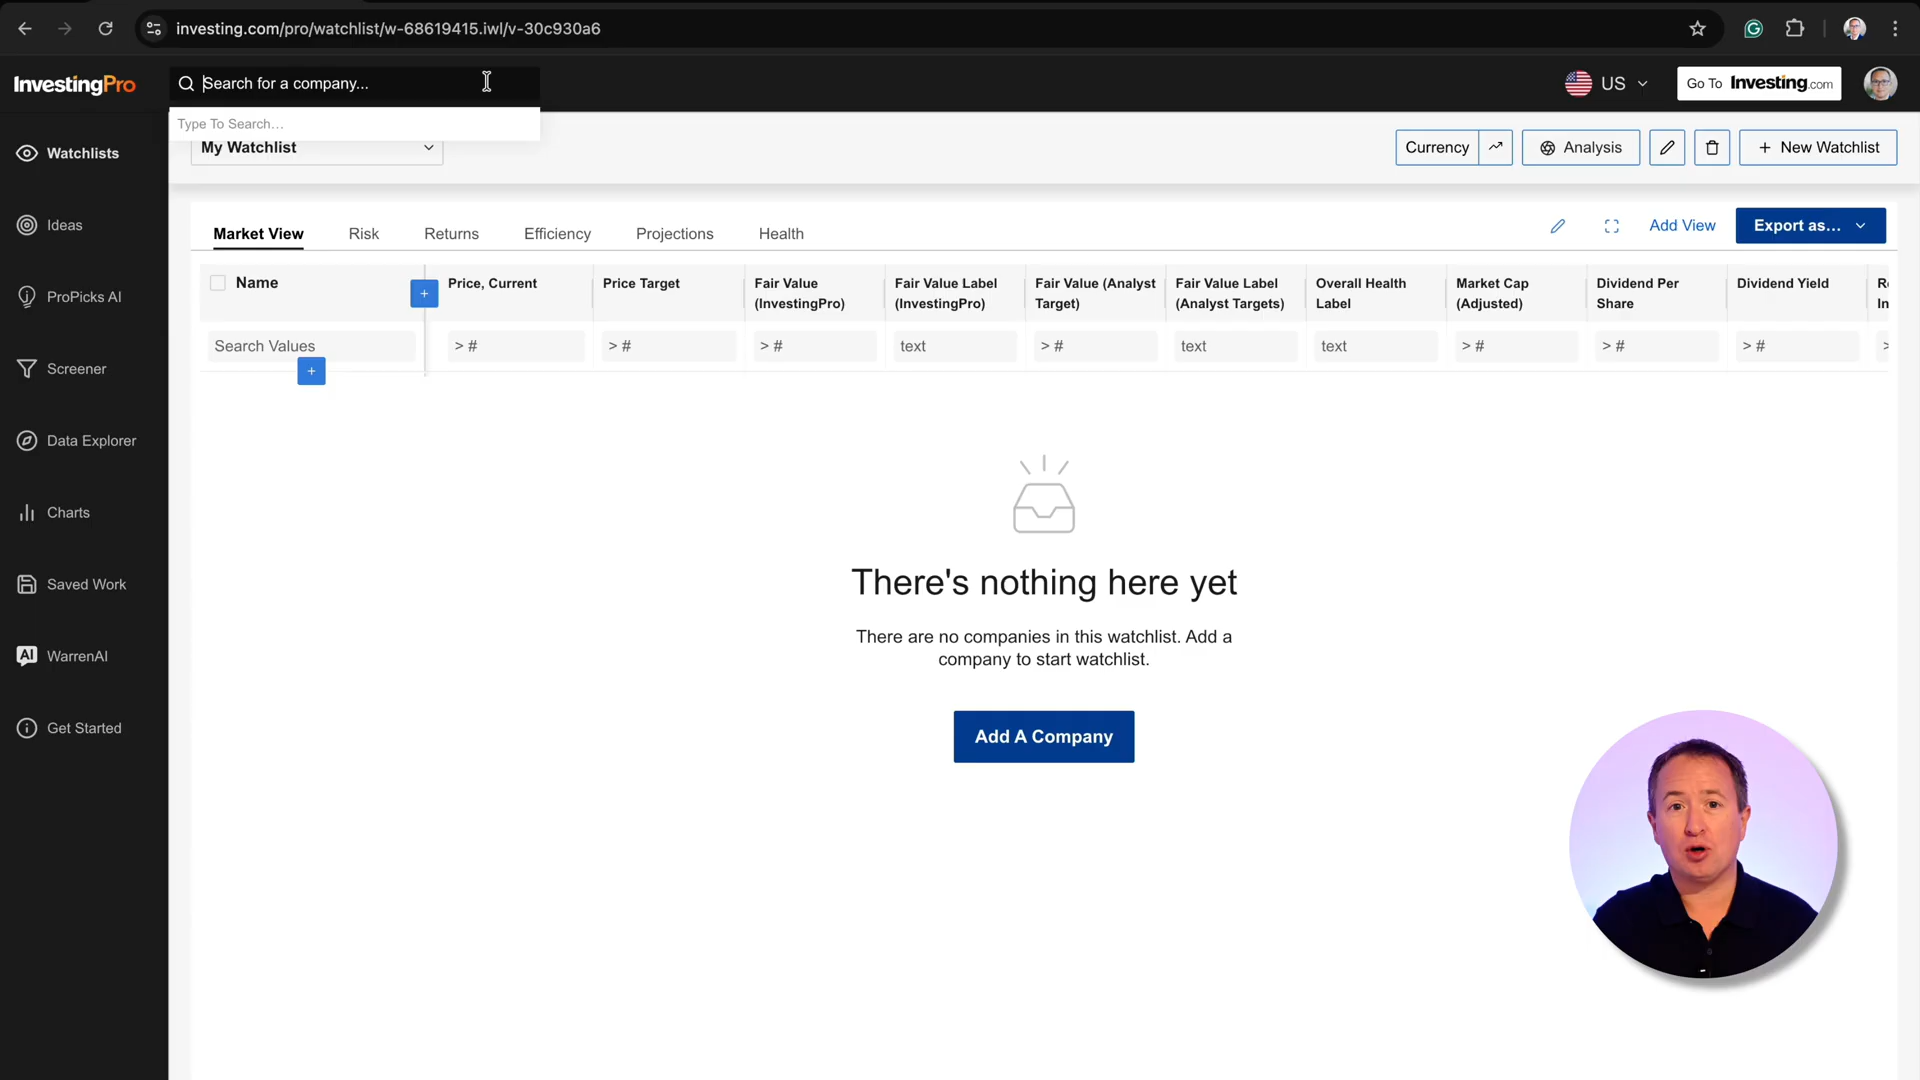 investing.com/pro/watchlist/w-68619415.iwl/v-30c930a6
InvestingPro
Search for a company...
US
Go To Investing.com
Type To Search...
Watchlists
Ideas
ProPicks AI
Screener
Data Explorer
Charts
Saved Work
AI WarrenAI
Get Started
My Watchlist
Currency
Analysis
+ New Watchlist
Market View
Risk
Returns
Efficiency
Projections
Health
Add View
Export as...
Name
+
Price, Current
Price Target
Fair Value
(InvestingPro)
Fair Value Label
(InvestingPro)
Fair Value (Analyst
Target)
Fair Value Label
(Analyst Targets)
Overall Health
Label
Market Cap
(Adjusted)
Dividend Per
Share
Dividend Yield
Search Values
> #
> #
> #
text
> #
text
text
> #
> #
> #
>
+
There's nothing here yet
There are no companies in this watchlist. Add a
company to start watchlist.
Add A Company